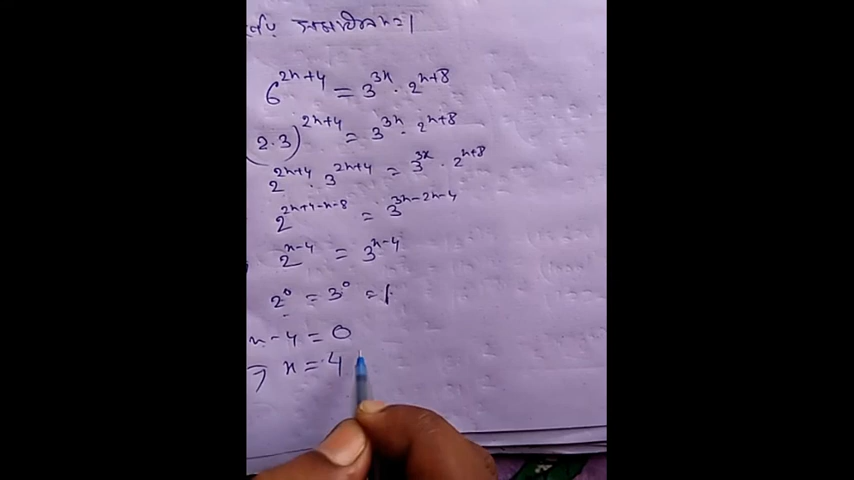 সমাধান x = 1
6^{2x+4} = 3^{3x} · 2^{x+8}
(2·3)^{2x+4} = 3^{3x} · 2^{x+8}
2^{2x+4} · 3^{2x+4} = 3^{3x} · 2^{x+8}
2^{2x+4-x-8} = 3^{3x-2x-4}
2^{x-4} = 3^{x-4}
2^0 = 3^0 = 1
x - 4 = 0
⇒ x = 4